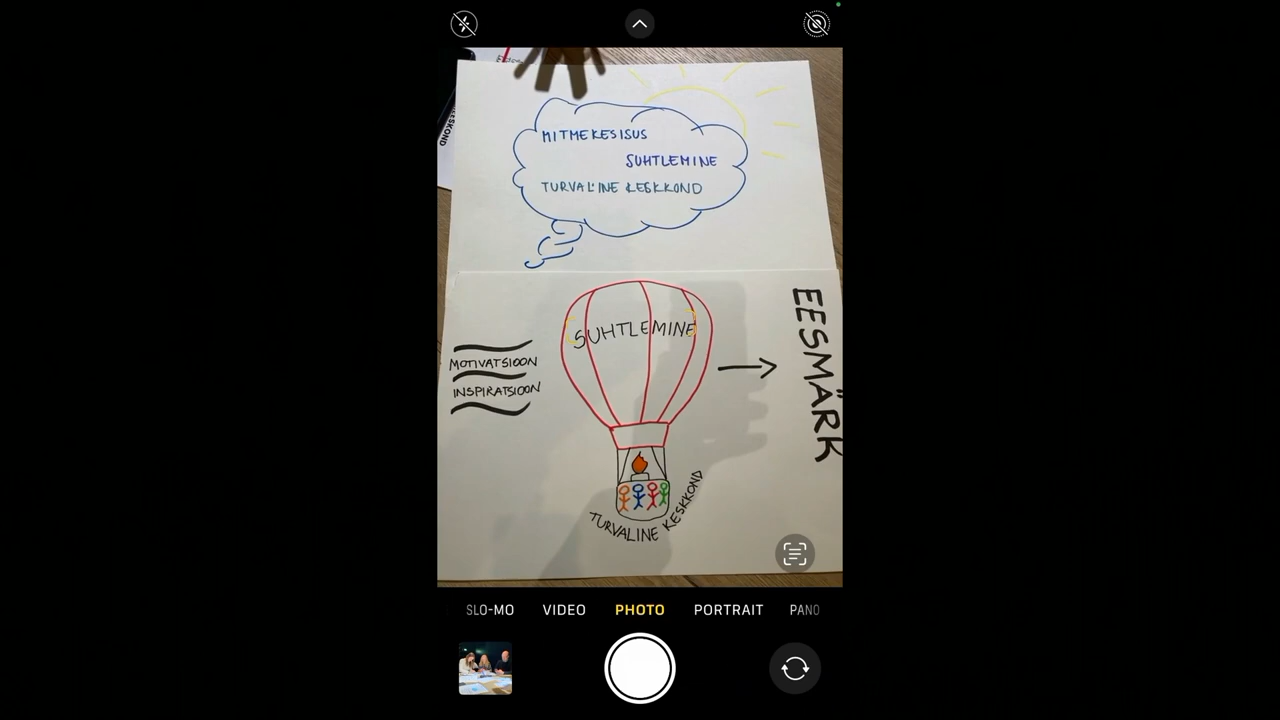 MITMEKESISUS
SUHTLEMINE
TURVALINE KESKKOND
SUHTLEMINE
MOTIVATSIOON
INSPIRATSIOON
EESMÄRK
TURVALINE KESKKOND
SLO-MO VIDEO PHOTO PORTRAIT PANO